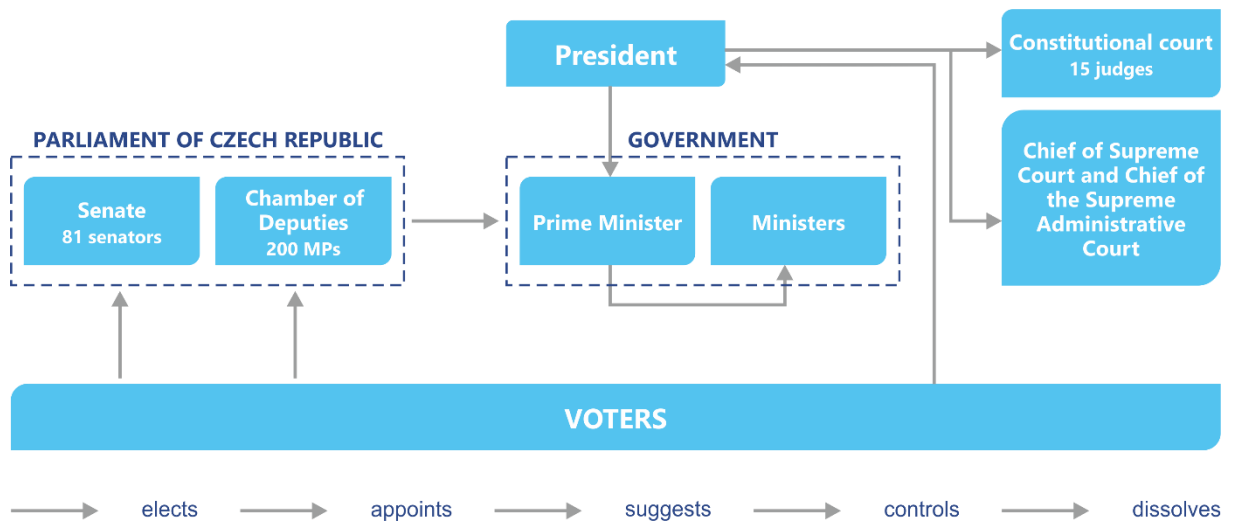 President
Constitutional court
15 judges
PARLIAMENT OF CZECH REPUBLIC
GOVERNMENT
Senate
81 senators
Chamber of
Deputies
200 MPs
Prime Minister
Ministers
Chief of Supreme
Court and Chief of
the Supreme
Administrative
Court
VOTERS
elects
appoints
suggests
controls
dissolves